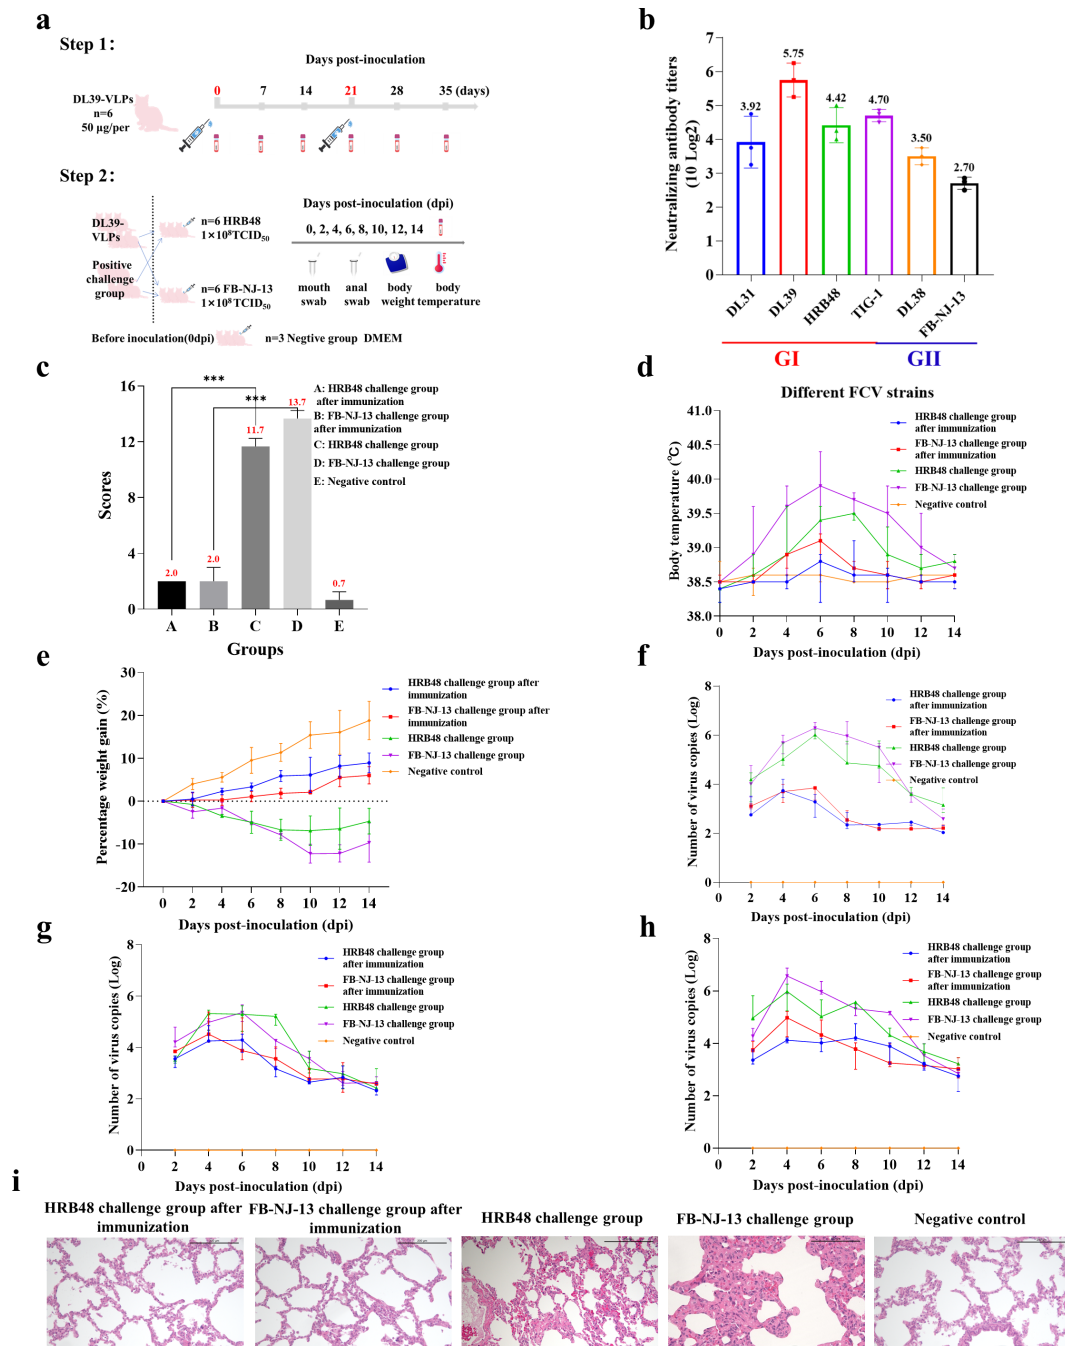 a
Step 1:
Days post-inoculation
0 7 14 21 28 35 (days)
DL39-VLPs
n=6
50 μg/per
Step 2:
DL39-
VLPs
Positive
challenge
group
n=6 HRB48
1×10⁸TCID₅₀
n=6 FB-NJ-13
1×10⁸TCID₅₀
Days post-inoculation (dpi)
0, 2, 4, 6, 8, 10, 12, 14
mouth swab
anal swab
body weight
body temperature
Before inoculation(0dpi)
n=3 Negtive group DMEM
b
Neutralizing antibody titers
(10 Log2)
7
6
5
4
3
2
1
0
3.92
5.75
4.42
4.70
3.50
2.70
DL31
DL39
HRB48
TIG-1
DL38
FB-NJ-13
GI
GII
c
Scores
16
12
8
4
0
***
***
2.0
2.0
11.7
13.7
0.7
A B C D E
Groups
A: HRB48 challenge group
after immunization
B: FB-NJ-13 challenge group
after immunization
C: HRB48 challenge group
D: FB-NJ-13 challenge group
E: Negative control
d
Different FCV strains
Body temperature (℃)
41.0
40.5
40.0
39.5
39.0
38.5
38.0
0 2 4 6 8 10 12 14
Days post-inoculation (dpi)
HRB48 challenge group
after immunization
FB-NJ-13 challenge group
after immunization
HRB48 challenge group
FB-NJ-13 challenge group
Negative control
e
Percentage weight gain (%)
30
20
10
0
-10
-20
0 2 4 6 8 10 12 14
Days post-inoculation (dpi)
HRB48 challenge group after
immunization
FB-NJ-13 challenge group after
immunization
HRB48 challenge group
FB-NJ-13 challenge group
Negative control
f
Number of virus copies (Log)
8
6
4
2
0
0 2 4 6 8 10 12 14
Days post-inoculation (dpi)
HRB48 challenge group
after immunization
FB-NJ-13 challenge group
after immunization
HRB48 challenge group
FB-NJ-13 challenge group
Negative control
g
Number of virus copies (Log)
8
6
4
2
0
0 2 4 6 8 10 12 14
Days post-inoculation (dpi)
HRB48 challenge group
after immunization
FB-NJ-13 challenge group
after immunization
HRB48 challenge group
FB-NJ-13 challenge group
Negative control
h
Number of virus copies (Log)
8
6
4
2
0
0 2 4 6 8 10 12 14
Days post-inoculation (dpi)
HRB48 challenge group
after immunization
FB-NJ-13 challenge group
after immunization
HRB48 challenge group
FB-NJ-13 challenge group
Negative control
i
HRB48 challenge group after
immunization
FB-NJ-13 challenge group after
immunization
HRB48 challenge group
FB-NJ-13 challenge group
Negative control